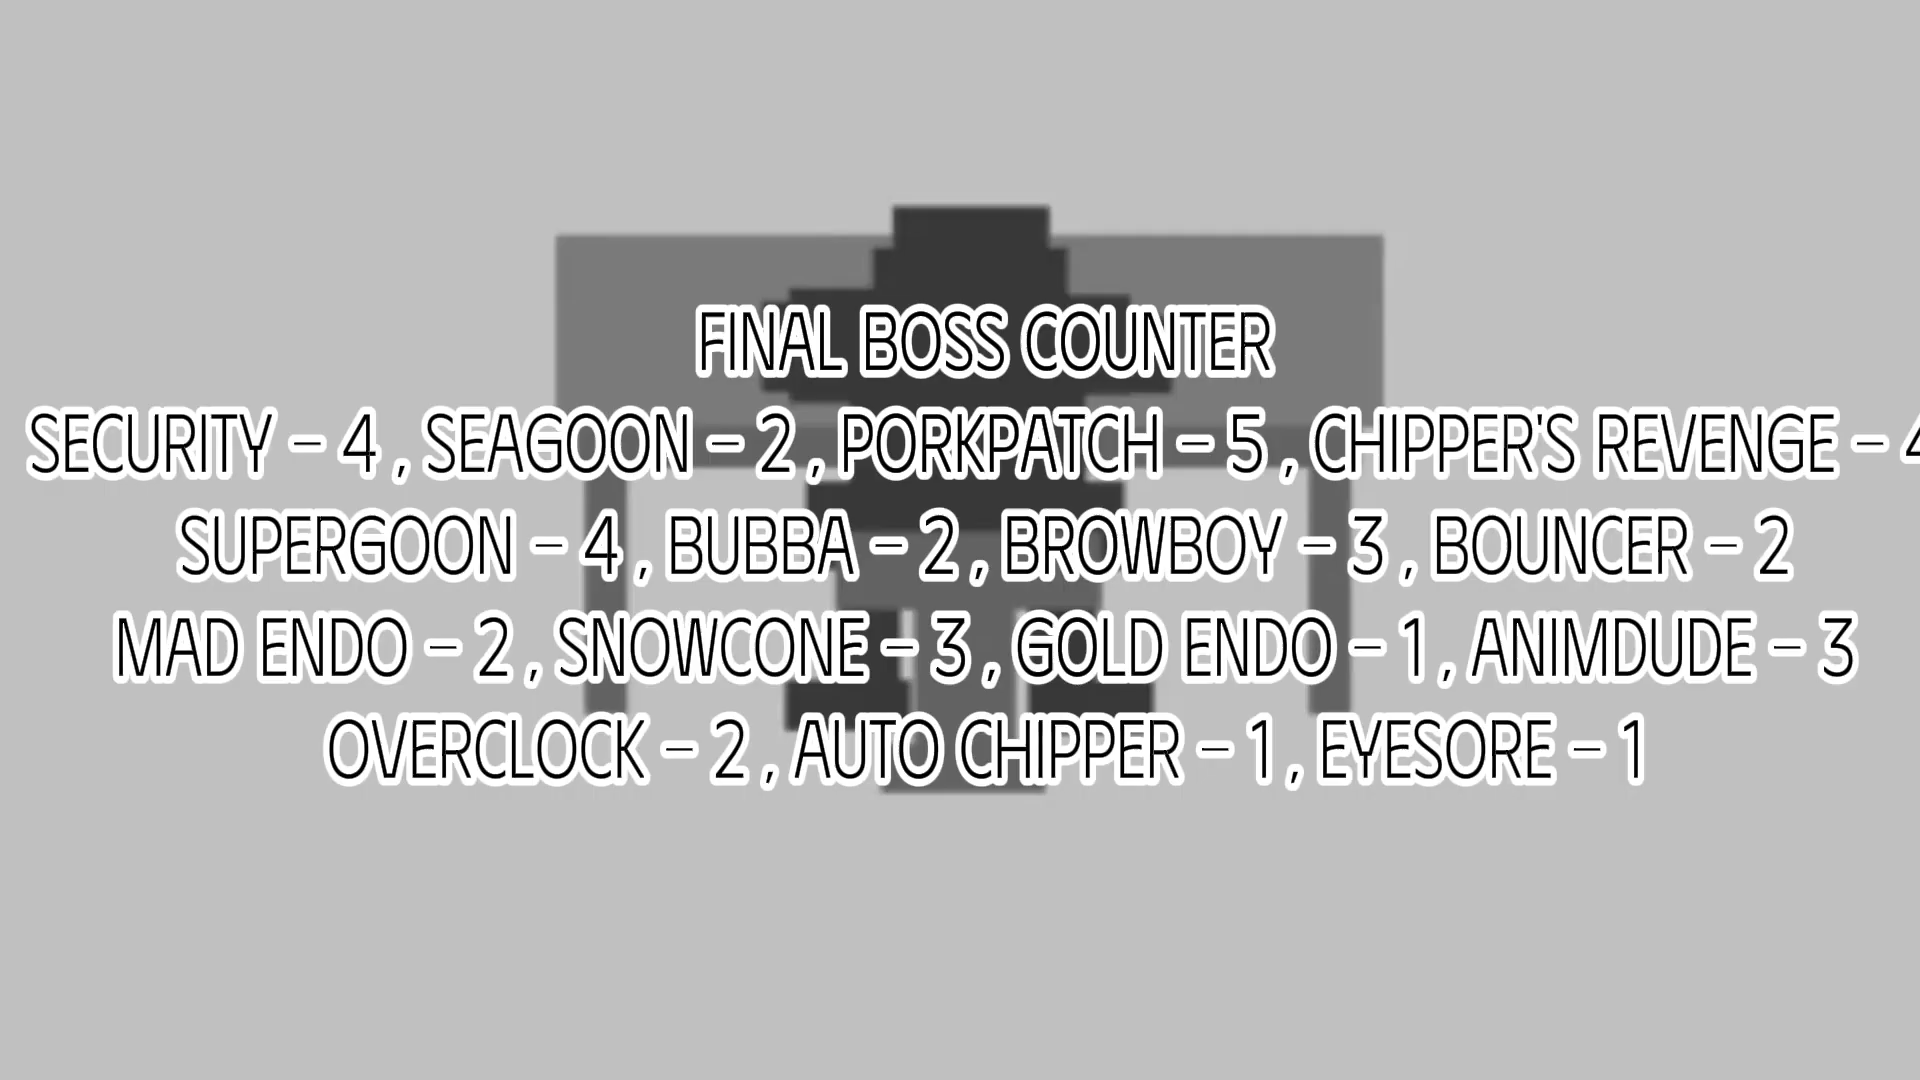 FINAL BOSS COUNTER
SECURITY – 4 , SEAGOON – 2 , PORKPATCH – 5 , CHIPPER'S REVENGE – 4
SUPERGOON – 4 , BUBBA – 2 , BROWBOY – 3 , BOUNCER – 2
MAD ENDO – 2 , SNOWCONE – 3 , GOLD ENDO – 1 , ANIMDUDE – 3
OVERCLOCK – 2 , AUTO CHIPPER – 1 , EYESORE – 1